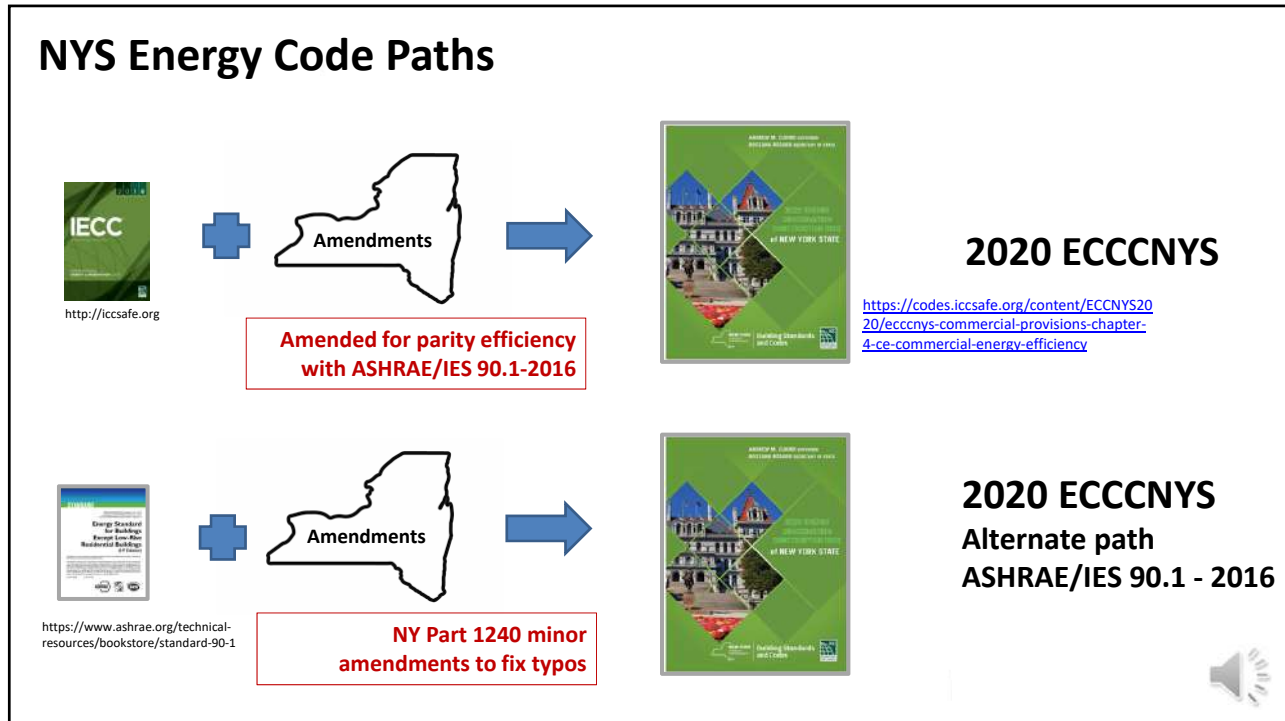 NYS Energy Code Paths
IECC
http://iccsafe.org
Amendments
Amended for parity efficiency
with ASHRAE/IES 90.1-2016
of NEW YORK STATE
Building Standards
and Codes
2020 ECCCNYS
https://codes.iccsafe.org/content/ECCNYS20
20/ecccnys-commercial-provisions-chapter-
4-ce-commercial-energy-efficiency
Energy Standard
for Buildings
Except Low-Rise
Residential Buildings
https://www.ashrae.org/technical-
resources/bookstore/standard-90-1
Amendments
NY Part 1240 minor
amendments to fix typos
of NEW YORK STATE
Building Standards
and Codes
2020 ECCCNYS
Alternate path
ASHRAE/IES 90.1 - 2016